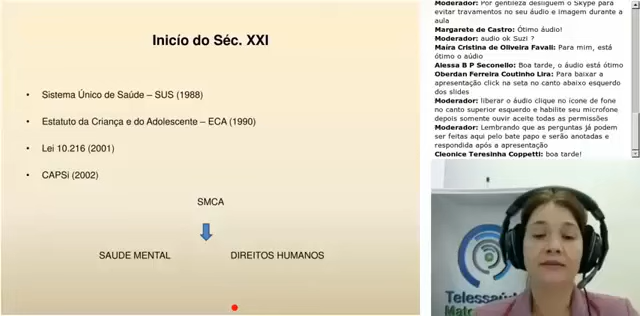 Inicío do Séc. XXI
• Sistema Único de Saúde – SUS (1988)
• Estatuto da Criança e do Adolescente – ECA (1990)
• Lei 10.216 (2001)
• CAPSi (2002)
SMCA
SAUDE MENTAL DIREITOS HUMANOS
Moderador: Por gentileza desliguem o Skype para
evitar travamentos no seu áudio e imagem durante a
aula
Margarete de Castro: Ótimo áudio!
Moderador: audio ok Suzi ?
Maíra Cristina de Oliveira Favali: Para mim, está
ótimo o aúdio
Alessa B P Seconello: Boa tarde, o áudio está ótimo
Oberdan Ferreira Coutinho Lira: Para baixar a
apresentação click na seta no canto abaixo esquerdo
dos slides
Moderador: liberar o áudio clique no ícone de fone
no canto superior esquerdo e habilite seu microfone
depois somente ouvir aceite todas as permissões
Moderador: Lembrando que as perguntas já podem
ser feitas aqui pelo bate papo e serão anotadas e
respondida após a apresentação
Cleonice Teresinha Coppetti: boa tarde!
Telessaú
Mato